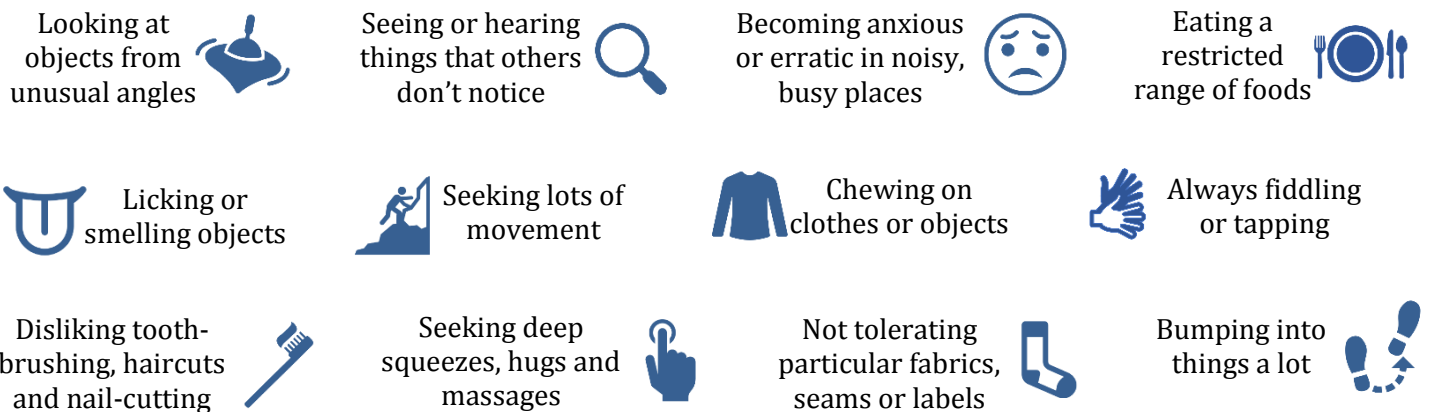 Looking at
objects from
unusual angles
Seeing or hearing
things that others
don’t notice
Becoming anxious
or erratic in noisy,
busy places
Eating a
restricted
range of foods
Licking or
smelling objects
Seeking lots of
movement
Chewing on
clothes or objects
Always fiddling
or tapping
Disliking tooth-
brushing, haircuts
and nail-cutting
Seeking deep
squeezes, hugs and
massages
Not tolerating
particular fabrics,
seams or labels
Bumping into
things a lot